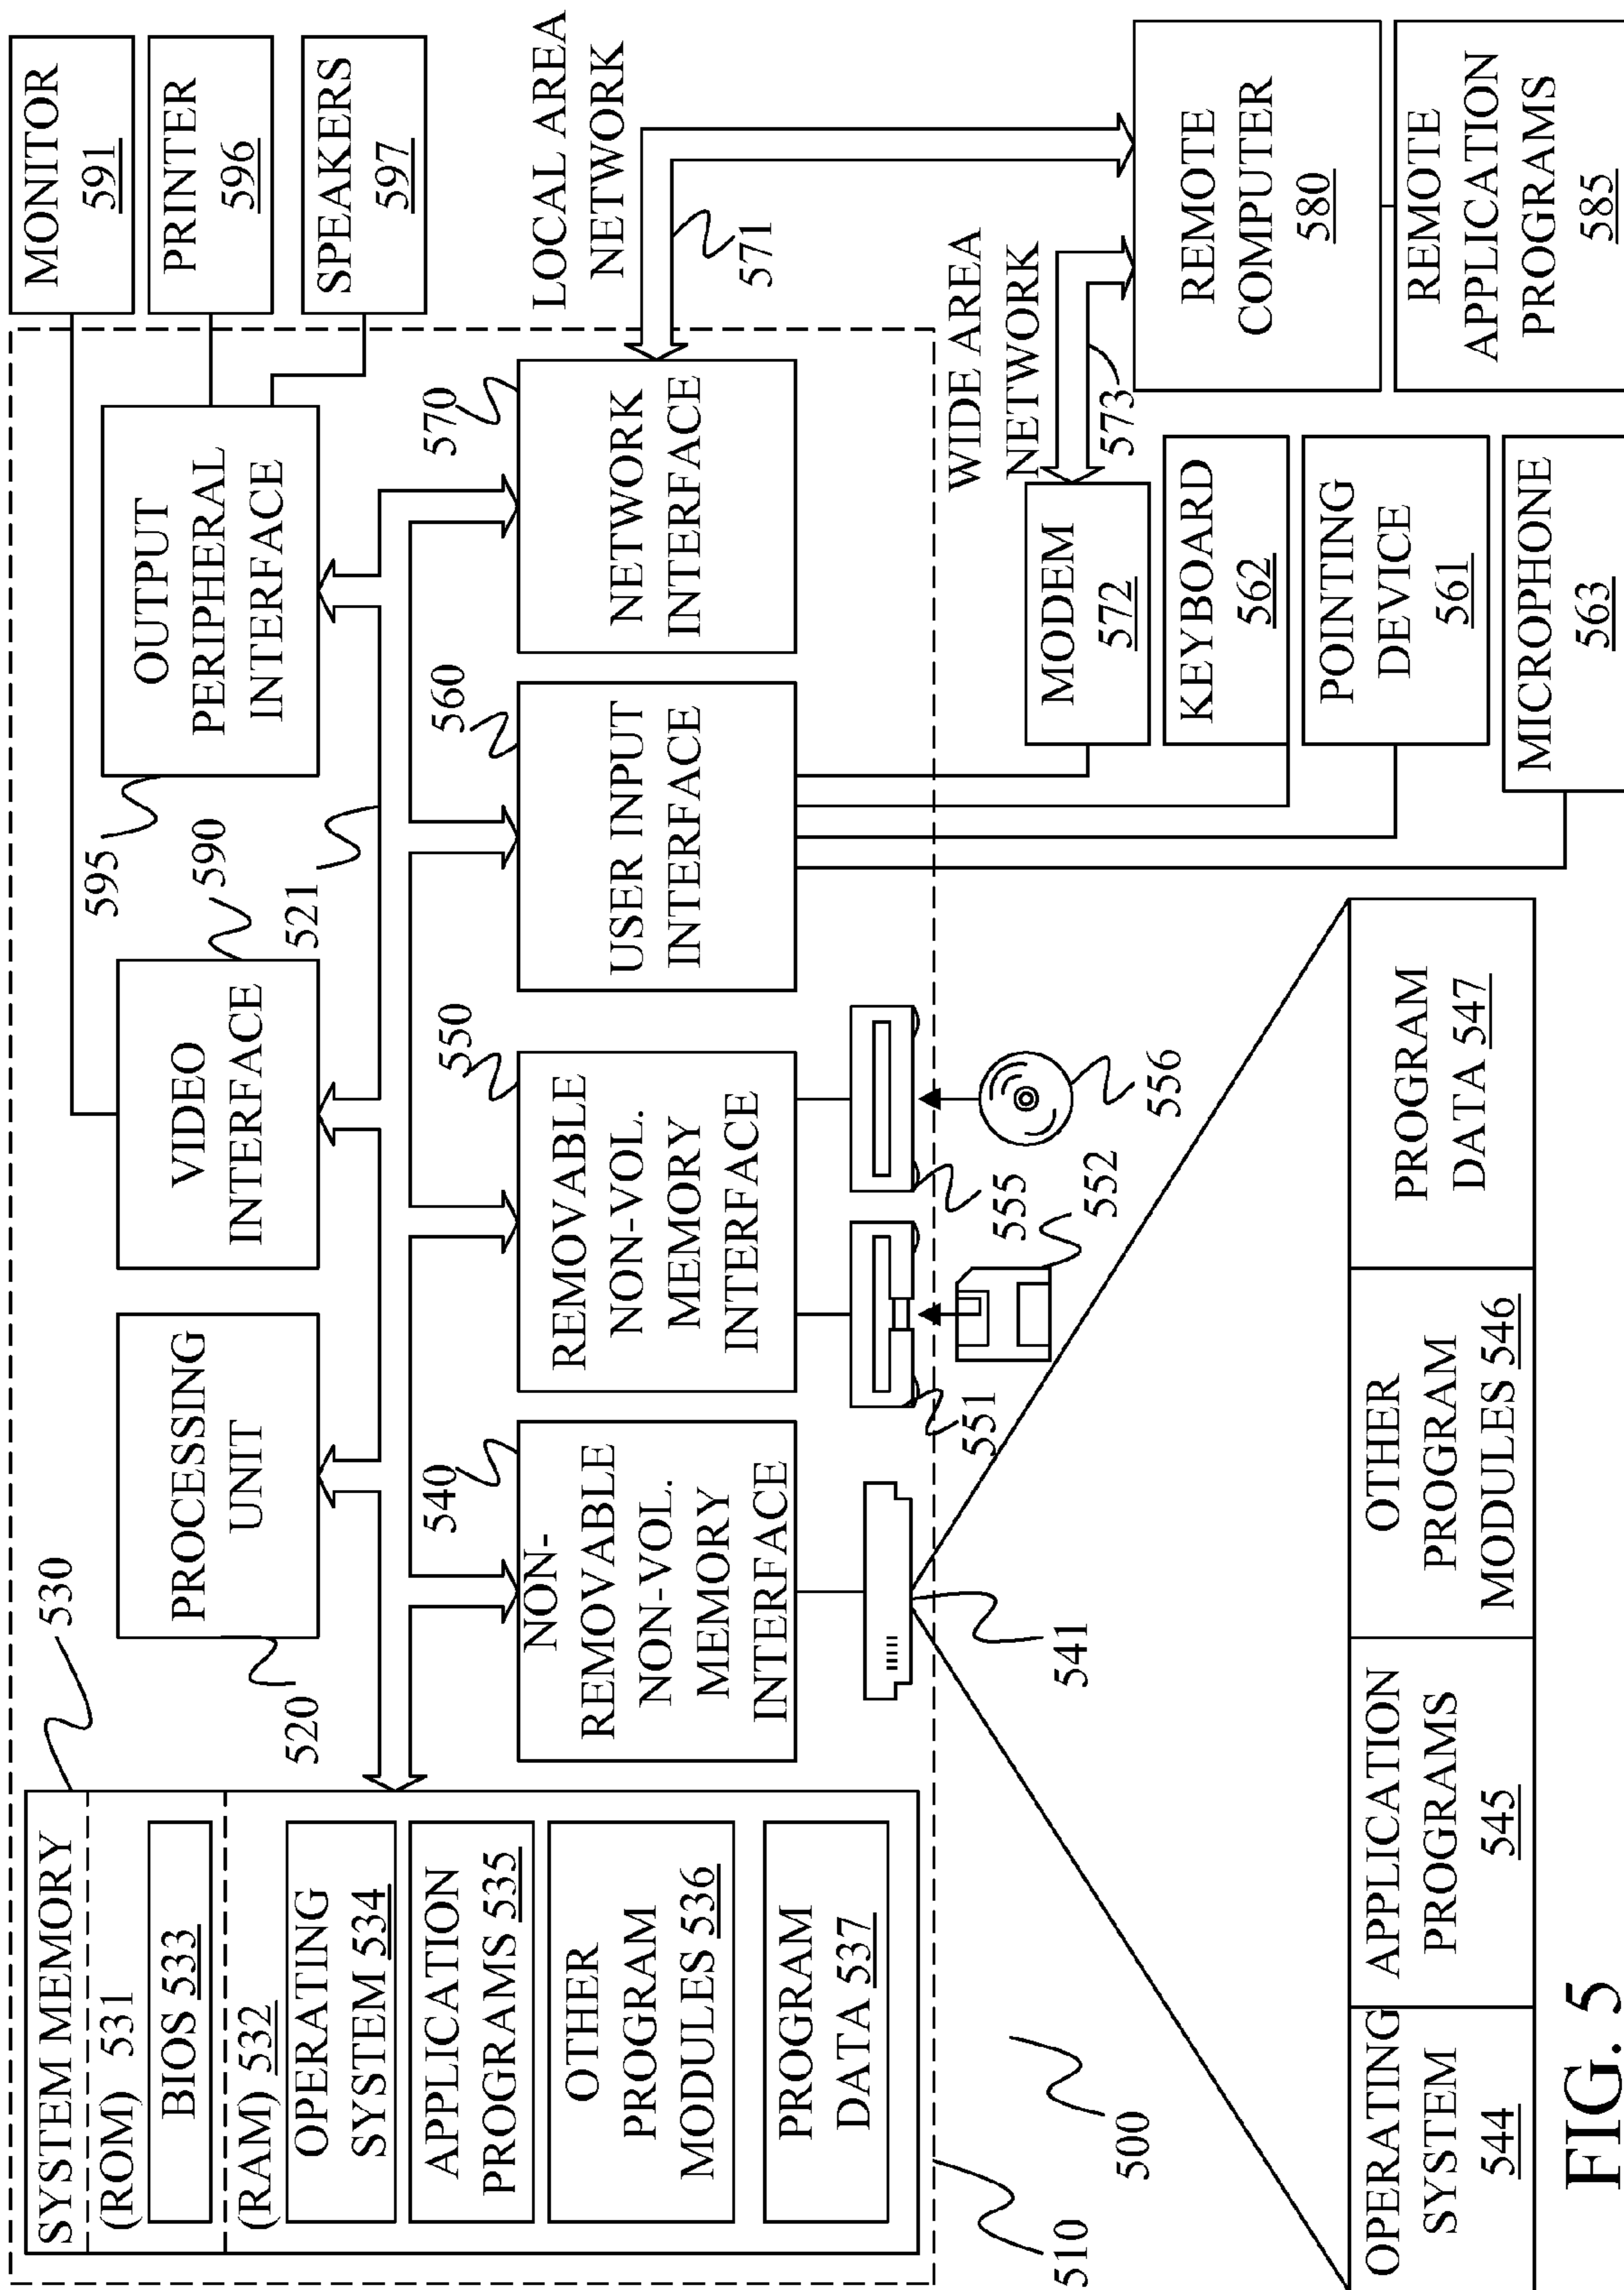 SYSTEM MEMORY
(ROM) 531
BIOS 533
(RAM) 532
OPERATING
SYSTEM 534
APPLICATION
PROGRAMS 535
OTHER
PROGRAM
MODULES 536
PROGRAM
DATA 537
530
PROCESSING
UNIT
520
VIDEO
INTERFACE
590
521
OUTPUT
PERIPHERAL
INTERFACE
595
MONITOR
591
PRINTER
596
SPEAKERS
597
NON-
REMOVABLE
NON-VOL.
MEMORY
INTERFACE
540
REMOVABLE
NON-VOL.
MEMORY
INTERFACE
550
USER INPUT
INTERFACE
560
NETWORK
INTERFACE
570
LOCAL AREA
NETWORK
571
WIDE AREA
NETWORK
573
541
551
552
555
556
MODEM
572
KEYBOARD
562
POINTING
DEVICE
561
MICROPHONE
563
REMOTE
COMPUTER
580
REMOTE
APPLICATION
PROGRAMS
585
510
500
OPERATING
SYSTEM
544
APPLICATION
PROGRAMS
545
OTHER
PROGRAM
MODULES 546
PROGRAM
DATA 547
FIG. 5